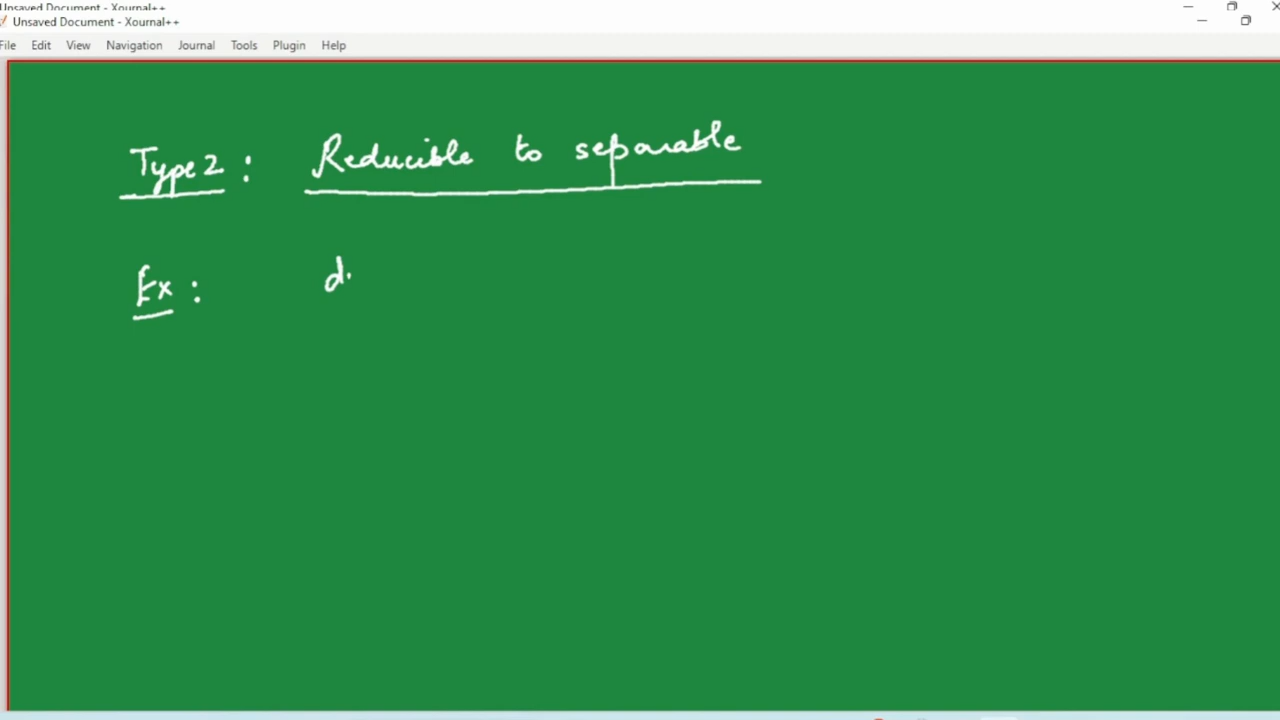 Unsaved Document - Xournal++
Unsaved Document - Xournal++
File Edit View Navigation Journal Tools Plugin Help
Type 2 : Reducible to separable
Ex : d